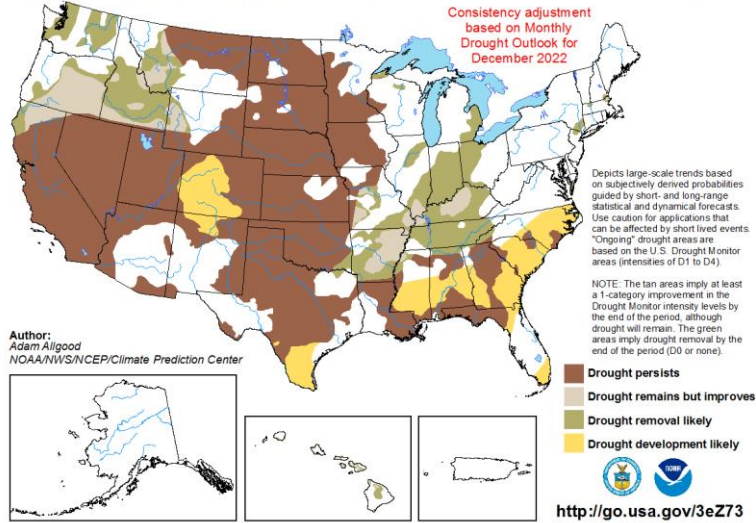 Consistency adjustment
based on Monthly
Drought Outlook for
December 2022
Depicts large-scale trends based
on subjectively derived probabilities
guided by short- and long-range
statistical and dynamical forecasts.
Use caution for applications that
can be affected by short lived events.
"Ongoing" drought areas are
based on the U.S. Drought Monitor
areas (intensities of D1 to D4).
NOTE: The tan areas imply at least
a 1-category improvement in the
Drought Monitor intensity levels by
the end of the period, although
drought will remain. The green
areas imply drought removal by the
end of the period (D0 or none).
Author:
Adam Allgood
NOAA/NWS/NCEP/Climate Prediction Center
Drought persists
Drought remains but improves
Drought removal likely
Drought development likely
NOAA
http://go.usa.gov/3eZ73